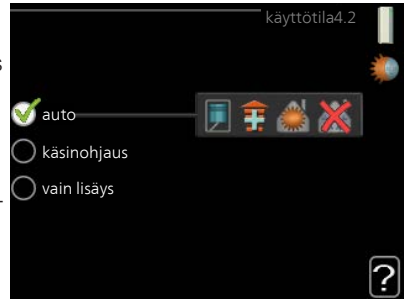 käyttötila4.2
s
auto
käsinohjaus
vain lisäys
-
?